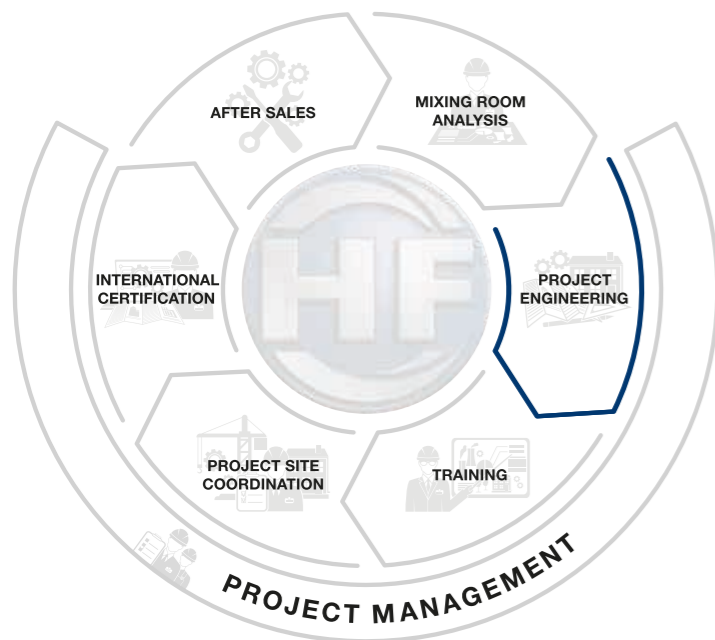 AFTER SALES
MIXING ROOM
ANALYSIS
PROJECT
ENGINEERING
TRAINING
PROJECT SITE
COORDINATION
INTERNATIONAL
CERTIFICATION
HF
PROJECT MANAGEMENT